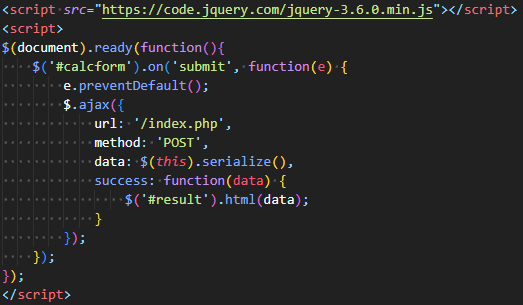 <script src="https://code.jquery.com/jquery-3.6.0.min.js"></script>
<script>
$(document).ready(function(){
    $('#calcform').on('submit', function(e) {
        e.preventDefault();
        $.ajax({
            url: '/index.php',
            method: 'POST',
            data: $(this).serialize(),
            success: function(data) {
                $('#result').html(data);
            }
        });
    });
});
</script>